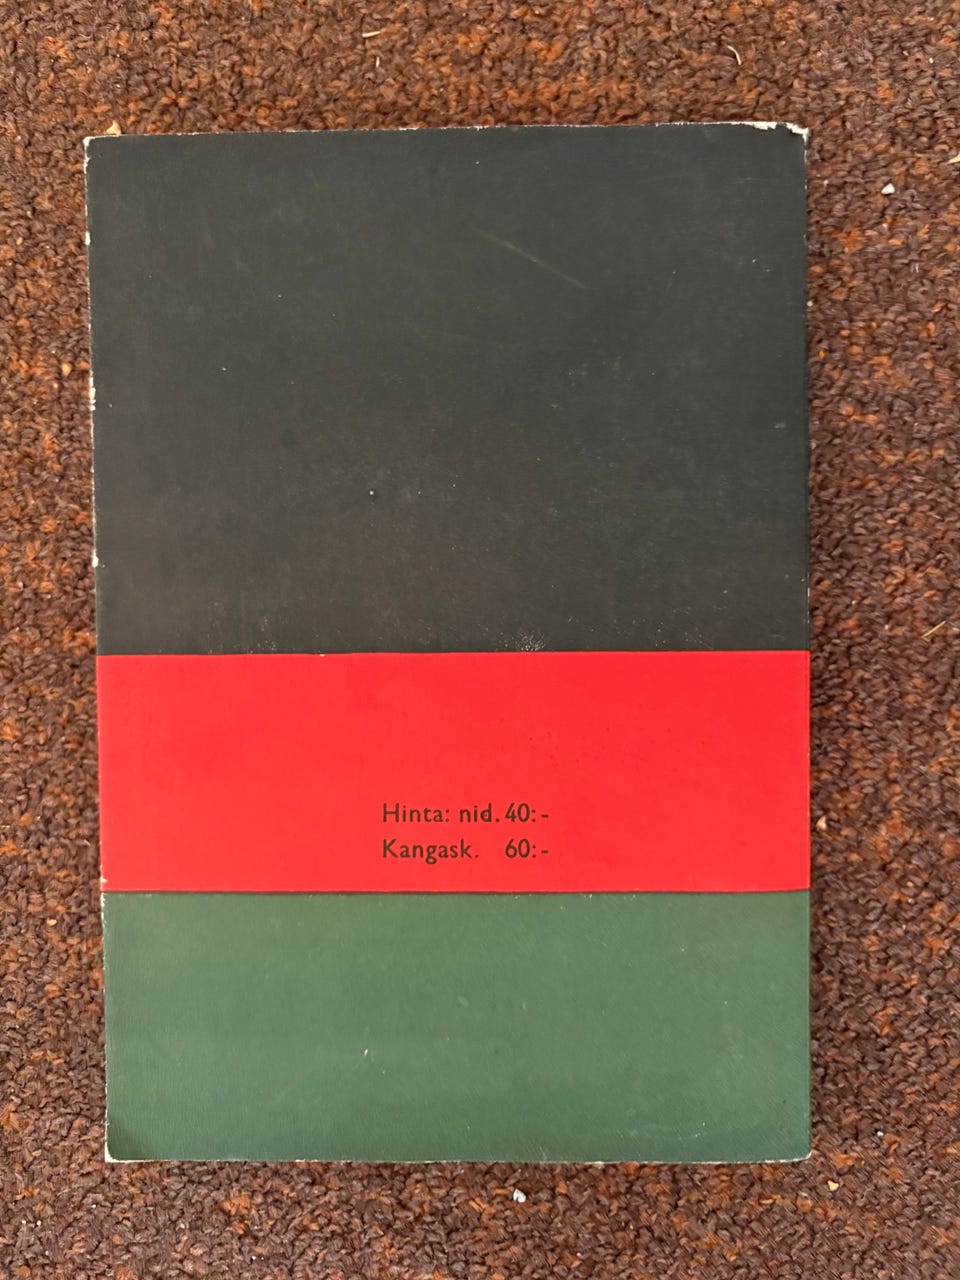 Hinta: nid. 40:-
Kangask. 60:-